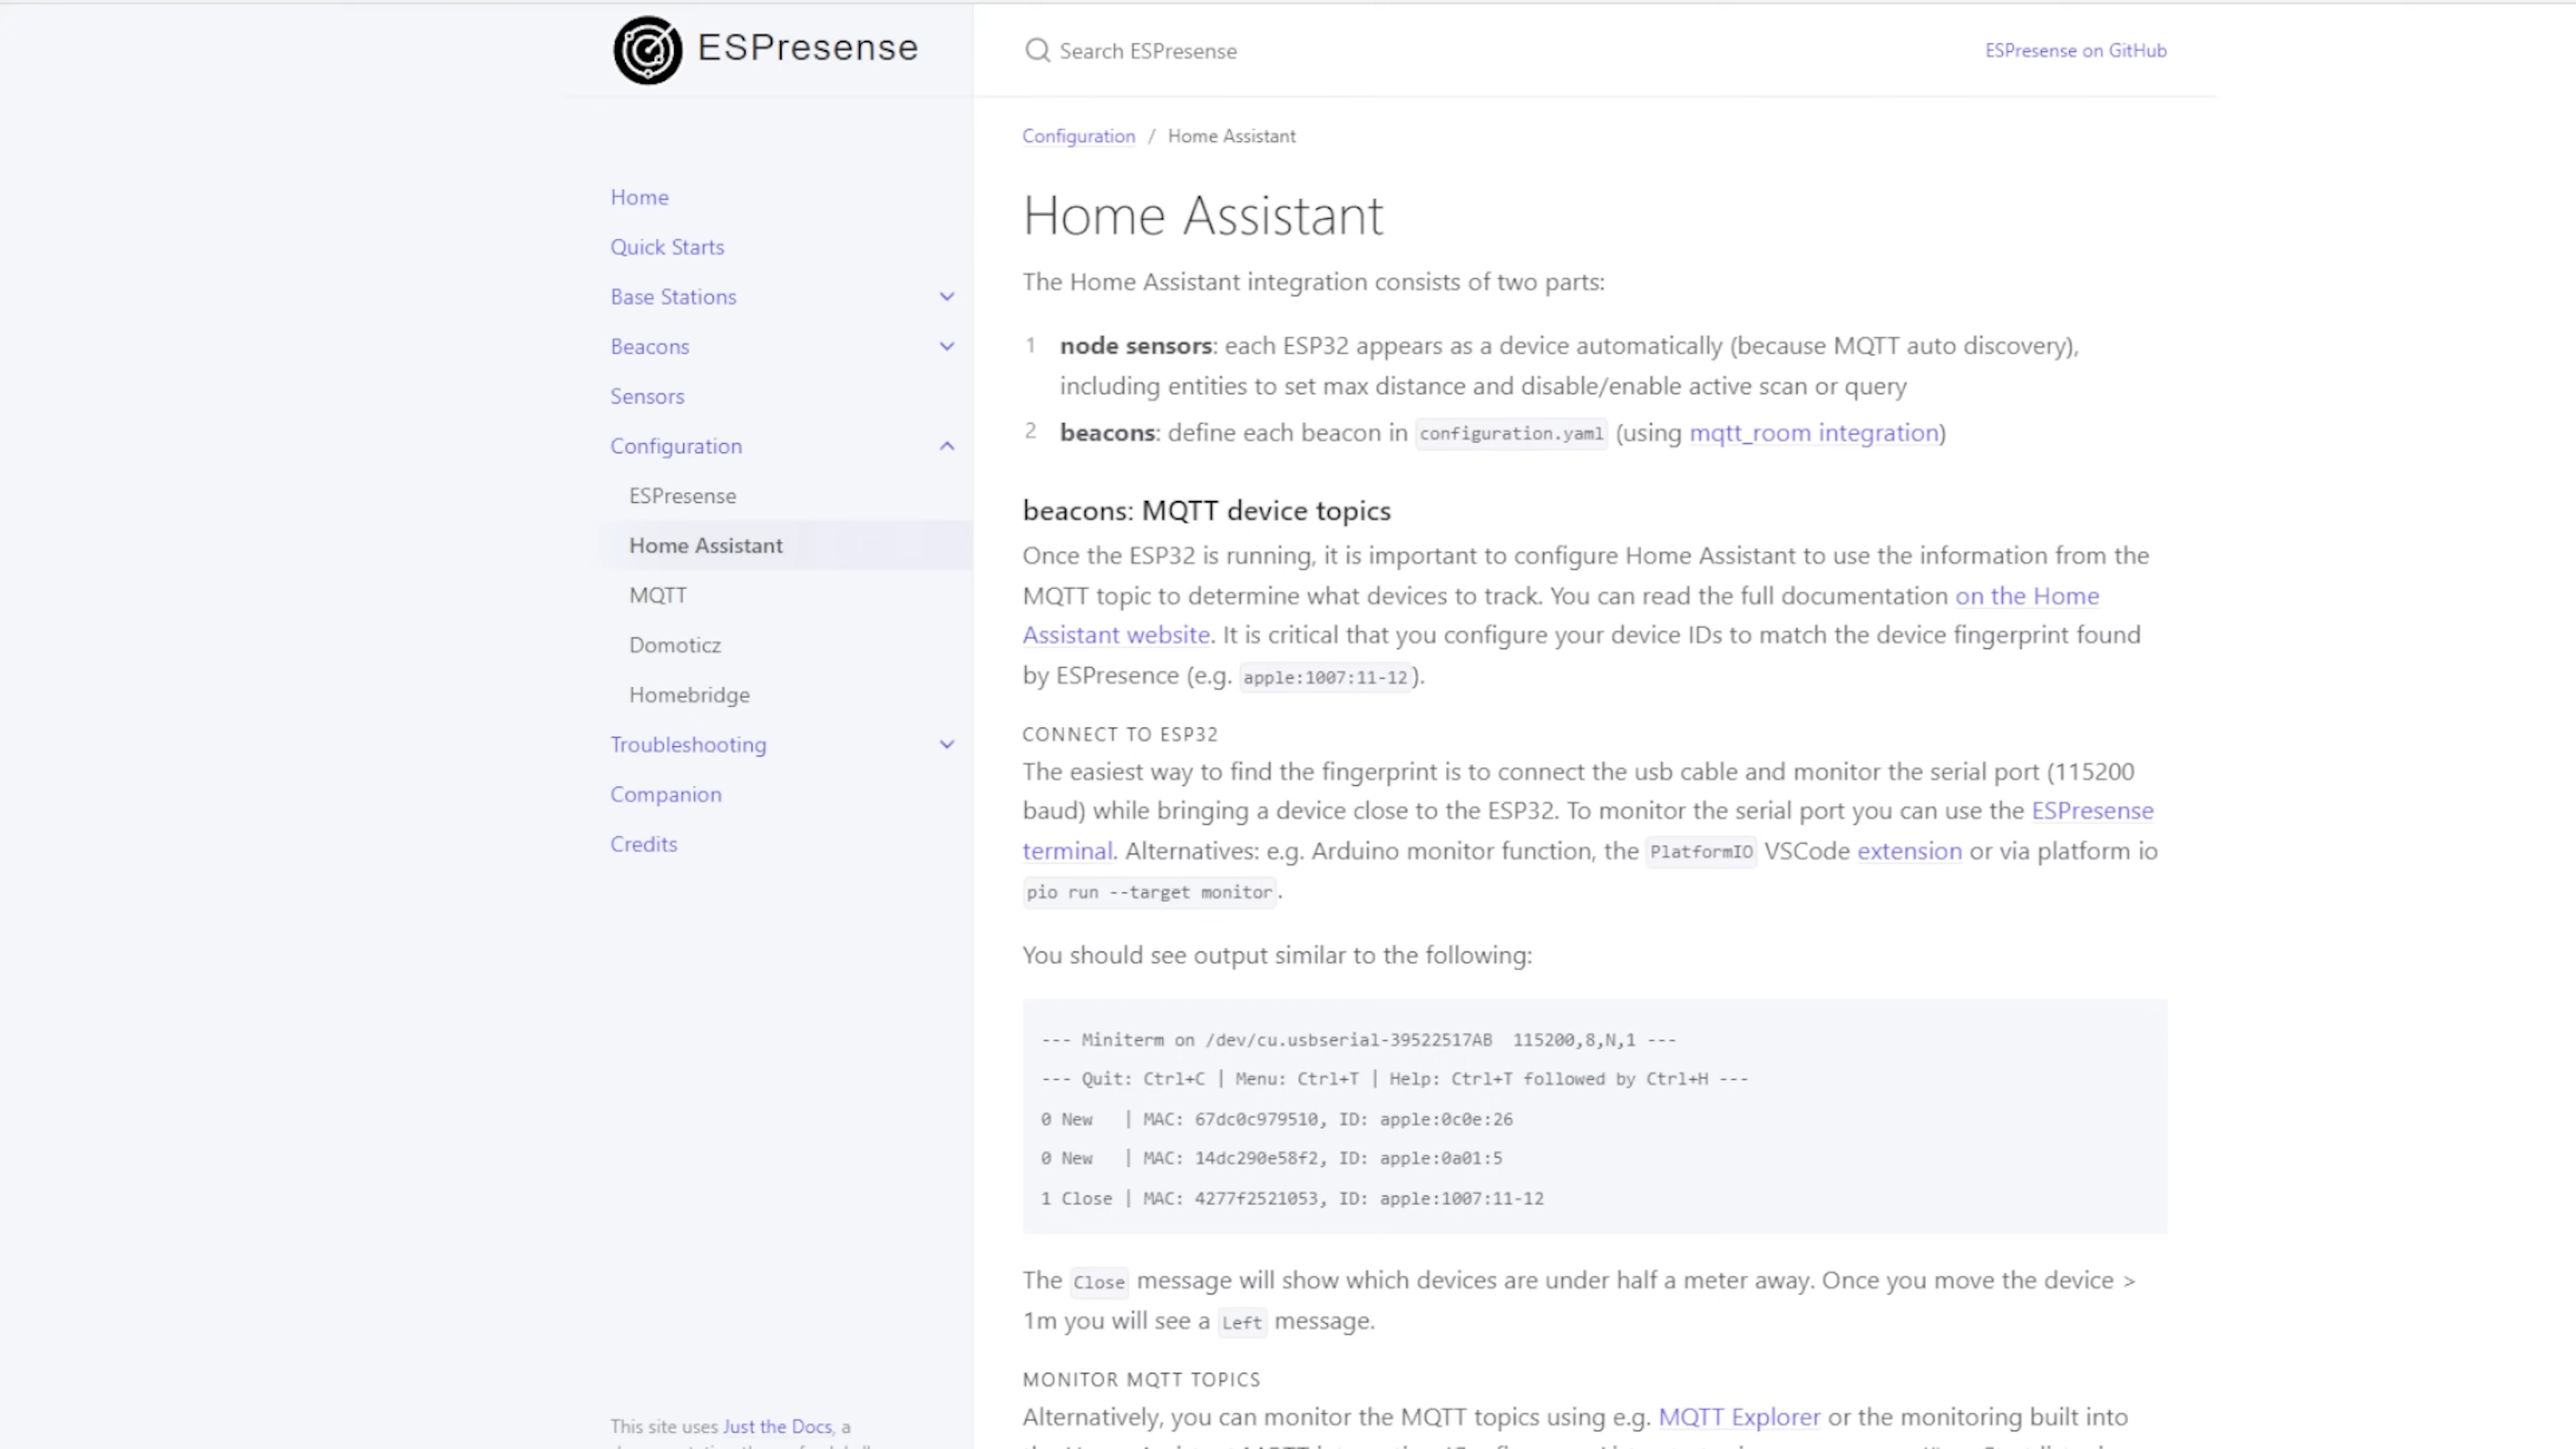 ESPresense
Search ESPresense
ESPresense on GitHub
Home
Quick Starts
Base Stations
Beacons
Sensors
Configuration
ESPresense
Home Assistant
MQTT
Domoticz
Homebridge
Troubleshooting
Companion
Credits
This site uses Just the Docs, a
Configuration / Home Assistant
Home Assistant
The Home Assistant integration consists of two parts:
1 node sensors: each ESP32 appears as a device automatically (because MQTT auto discovery),
including entities to set max distance and disable/enable active scan or query
2 beacons: define each beacon in configuration.yaml (using mqtt_room integration)
beacons: MQTT device topics
Once the ESP32 is running, it is important to configure Home Assistant to use the information from the
MQTT topic to determine what devices to track. You can read the full documentation on the Home
Assistant website. It is critical that you configure your device IDs to match the device fingerprint found
by ESPresence (e.g. apple:1007:11-12).
CONNECT TO ESP32
The easiest way to find the fingerprint is to connect the usb cable and monitor the serial port (115200
baud) while bringing a device close to the ESP32. To monitor the serial port you can use the ESPresense
terminal. Alternatives: e.g. Arduino monitor function, the PlatformIO VSCode extension or via platform io
pio run --target monitor.
You should see output similar to the following:
--- Miniterm on /dev/cu.usbserial-39522517AB  115200,8,N,1 ---
--- Quit: Ctrl+C | Menu: Ctrl+T | Help: Ctrl+T followed by Ctrl+H ---
0 New   | MAC: 67dc0c979510, ID: apple:0c0e:26
0 New   | MAC: 14dc290e58f2, ID: apple:0a01:5
1 Close | MAC: 4277f2521053, ID: apple:1007:11-12
The Close message will show which devices are under half a meter away. Once you move the device >
1m you will see a Left message.
MONITOR MQTT TOPICS
Alternatively, you can monitor the MQTT topics using e.g. MQTT Explorer or the monitoring built into